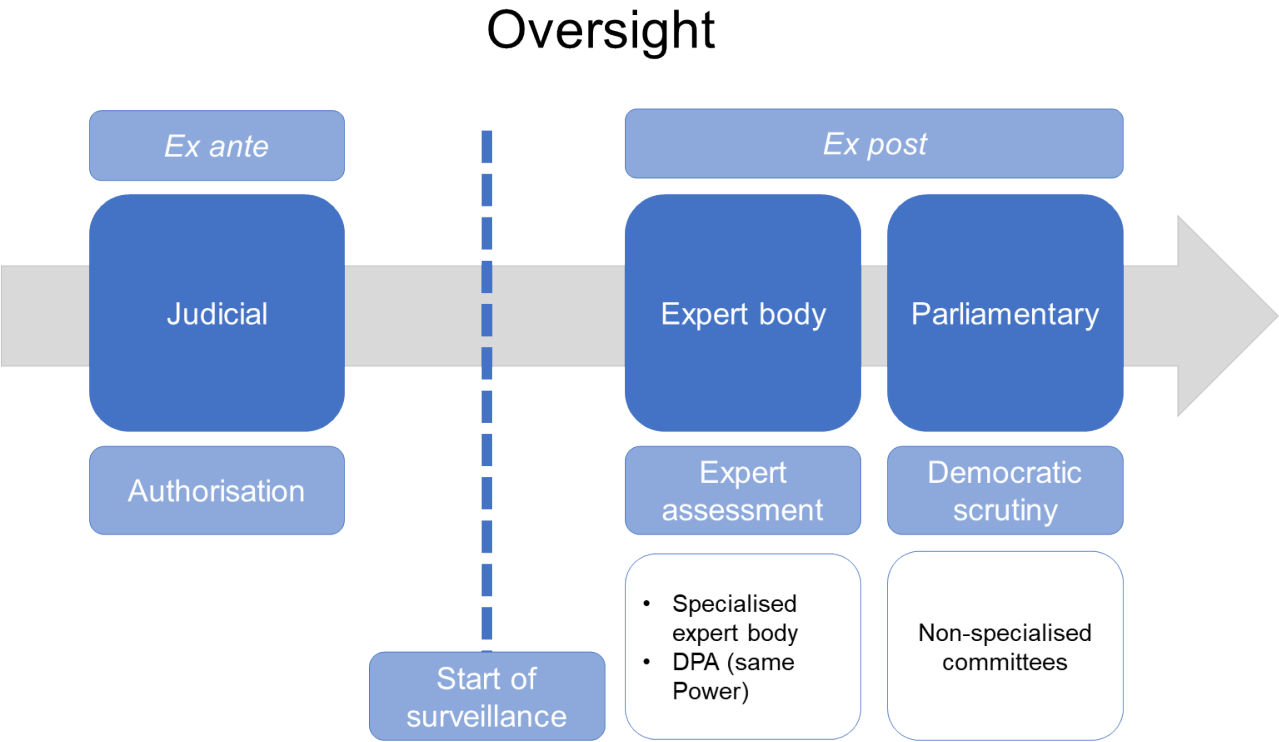 Oversight
Ex ante
Ex post
Judicial
Expert body
Parliamentary
Authorisation
Expert
assessment
Democratic
scrutiny
• Specialised
expert body
• DPA (same
Power)
Non-specialised
committees
Start of
surveillance